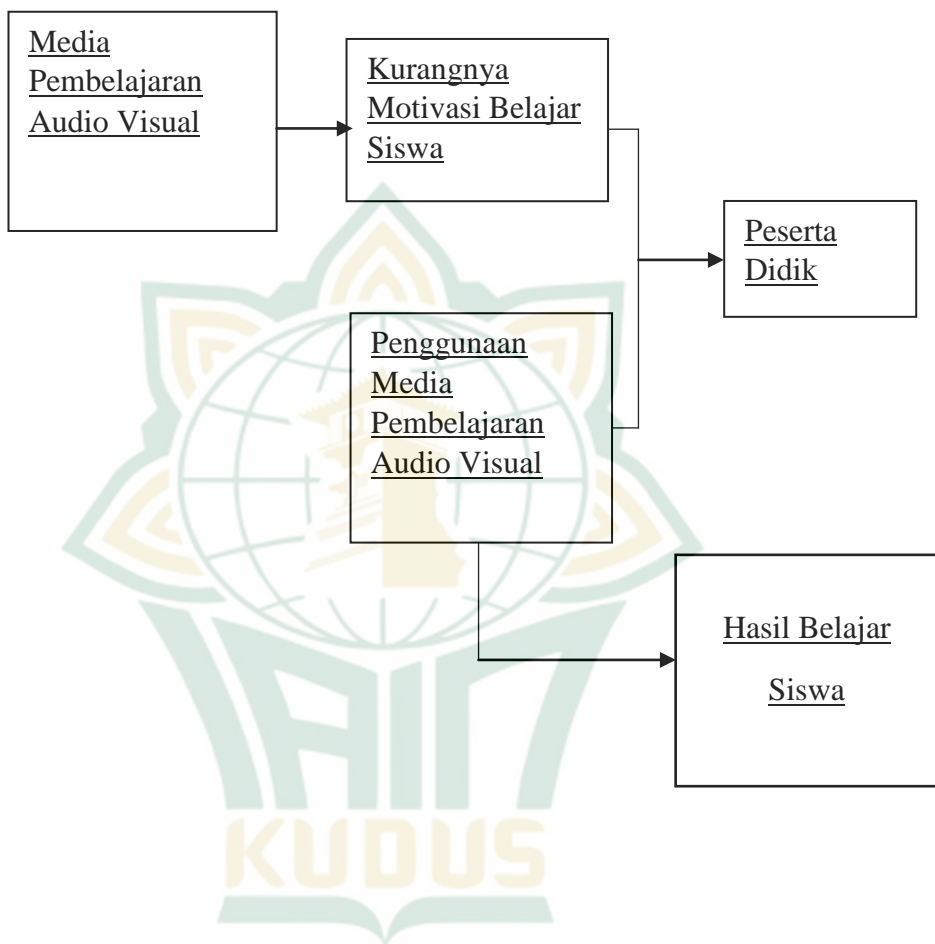 Media
Pembelajaran
Audio Visual
Kurangnya
Motivasi Belajar
Siswa
Peserta
Didik
Penggunaan
Media
Pembelajaran
Audio Visual
Hasil Belajar
Siswa
IAIN
KUDUS